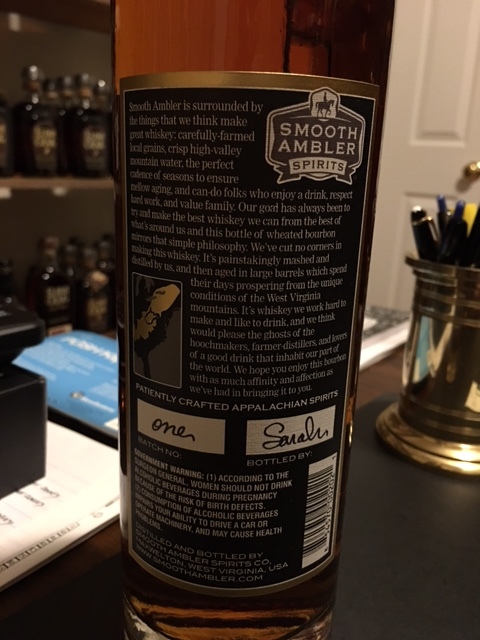 Smooth Ambler is surrounded by
the things that we think make
great whiskey: carefully-farmed
local grains, crisp high-valley
mountain water, the perfect
cadence of seasons to ensure
mellow aging, and can-do folks who enjoy a drink, respect
hard work, and value family. Our goal has always been to
try and make the best whiskey we can from the best of
what's around us and this bottle of wheated bourbon
mirrors that simple philosophy. We've cut no corners in
making this whiskey. It's painstakingly mashed and
distilled by us, and then aged in large barrels which spend
their days prospering from the unique
conditions of the West Virginia
mountains. It's whiskey we work hard to
make and like to drink, and we think
would please the ghosts of the
hoochmakers, farmer distillers, and lovers
of a good drink that inhabit our part of
the world. We hope you enjoy this bourbon
with as much affinity and affection as
we've had in bringing it to you.
SMOOTH
AMBLER
SPIRITS
PATIENTLY CRAFTED APPALACHIAN SPIRITS
one
BATCH NO:
Sarah
BOTTLED BY:
GOVERNMENT WARNING: (1) ACCORDING TO THE
SURGEON GENERAL, WOMEN SHOULD NOT DRINK
ALCOHOLIC BEVERAGES DURING PREGNANCY
BECAUSE OF THE RISK OF BIRTH DEFECTS.
(2) CONSUMPTION OF ALCOHOLIC BEVERAGES
IMPAIRS YOUR ABILITY TO DRIVE A CAR OR
OPERATE MACHINERY, AND MAY CAUSE HEALTH
PROBLEMS.
DISTILLED AND BOTTLED BY
SMOOTH AMBLER SPIRITS CO.
MAXWELTON, WEST VIRGINIA, USA
WWW.SMOOTHAMBLER.COM